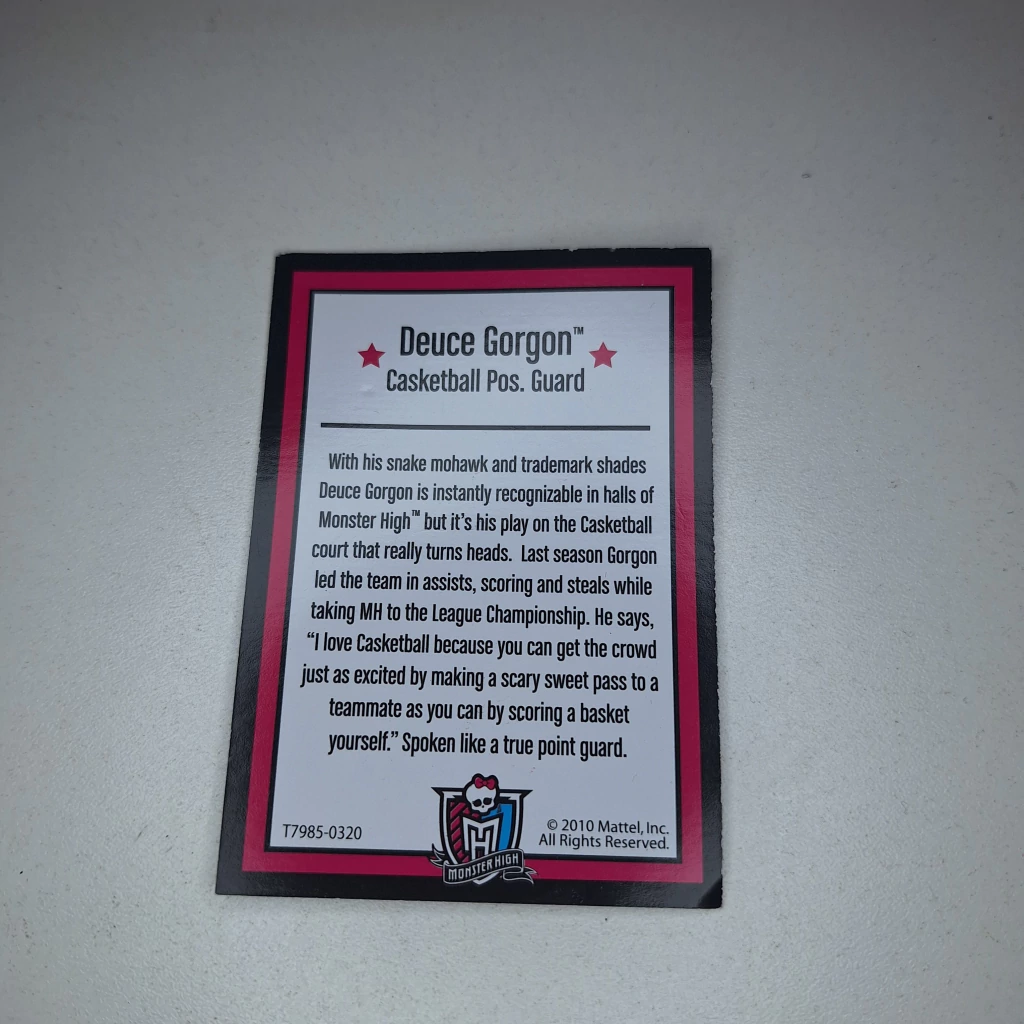 Deuce Gorgon™
Casketball Pos. Guard
With his snake mohawk and trademark shades
Deuce Gorgon is instantly recognizable in halls of
Monster High™ but it's his play on the Casketball
court that really turns heads. Last season Gorgon
led the team in assists, scoring and steals while
taking MH to the League Championship. He says,
“I love Casketball because you can get the crowd
just as excited by making a scary sweet pass to a
teammate as you can by scoring a basket
yourself.” Spoken like a true point guard.
T7985-0320
MH
MONSTER HIGH
© 2010 Mattel, Inc.
All Rights Reserved.